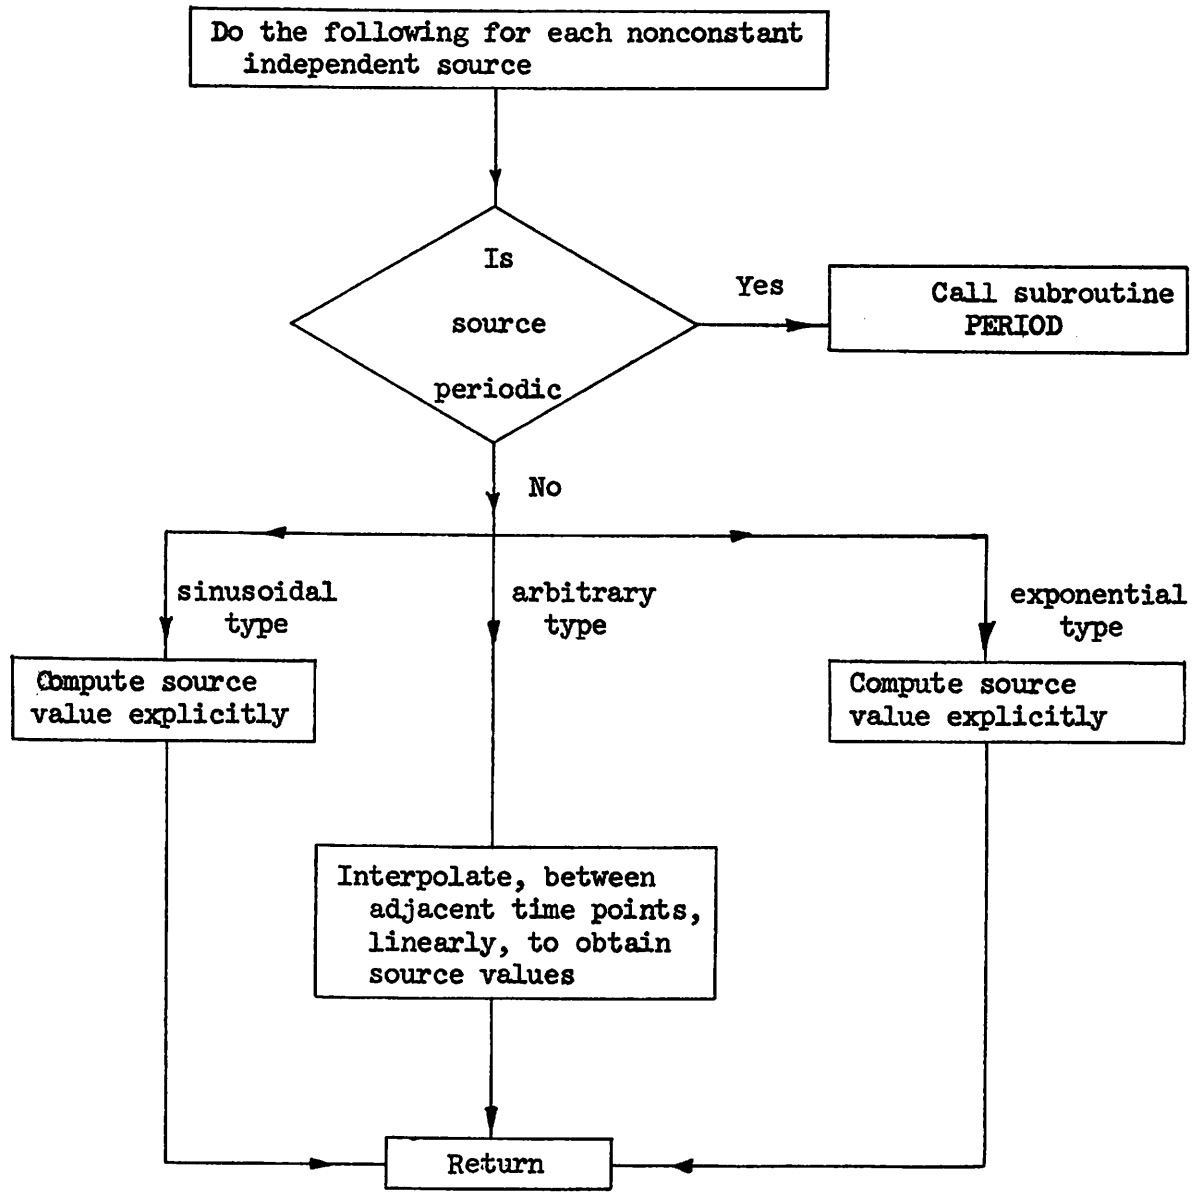 Do the following for each nonconstant
independent source
Is
source
periodic
Yes
Call subroutine
PERIOD
No
sinusoidal
type
arbitrary
type
exponential
type
Compute source
value explicitly
Compute source
value explicitly
Interpolate, between
adjacent time points,
linearly, to obtain
source values
Return